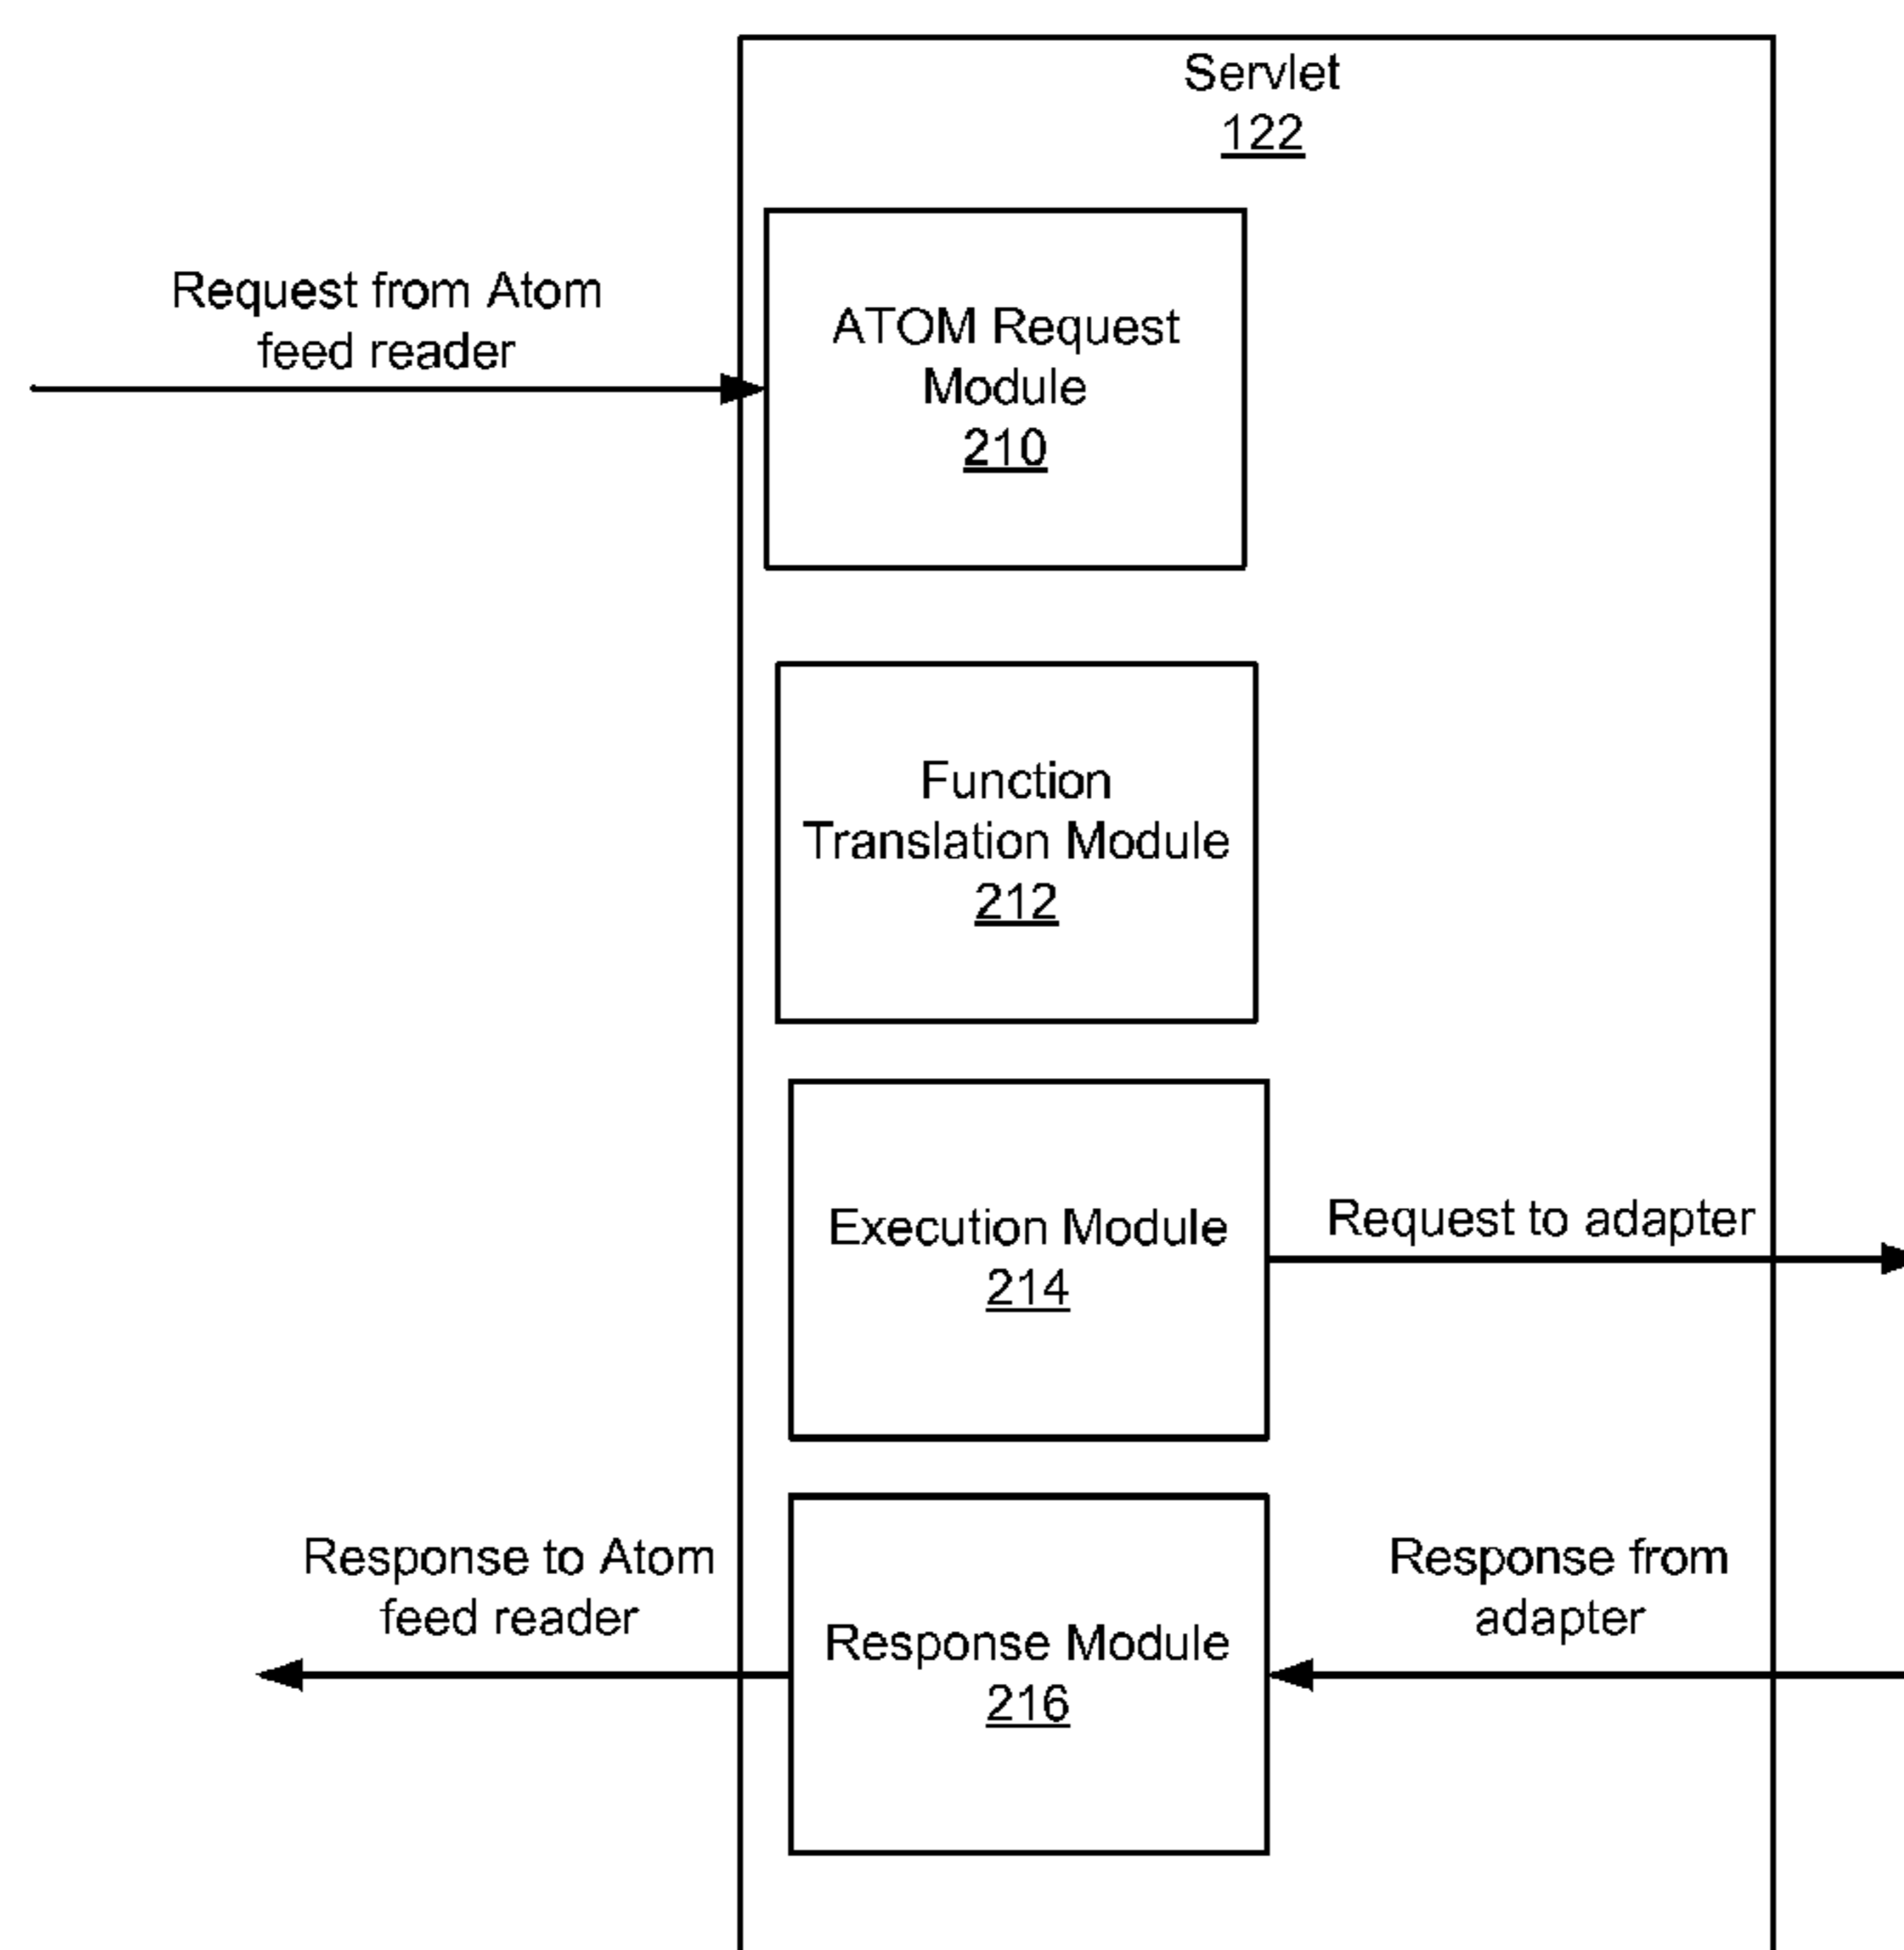 Servlet
122
Request from Atom
feed reader
ATOM Request
Module
210
Function
Translation Module
212
Execution Module
214
Request to adapter
Response to Atom
feed reader
Response Module
216
Response from
adapter